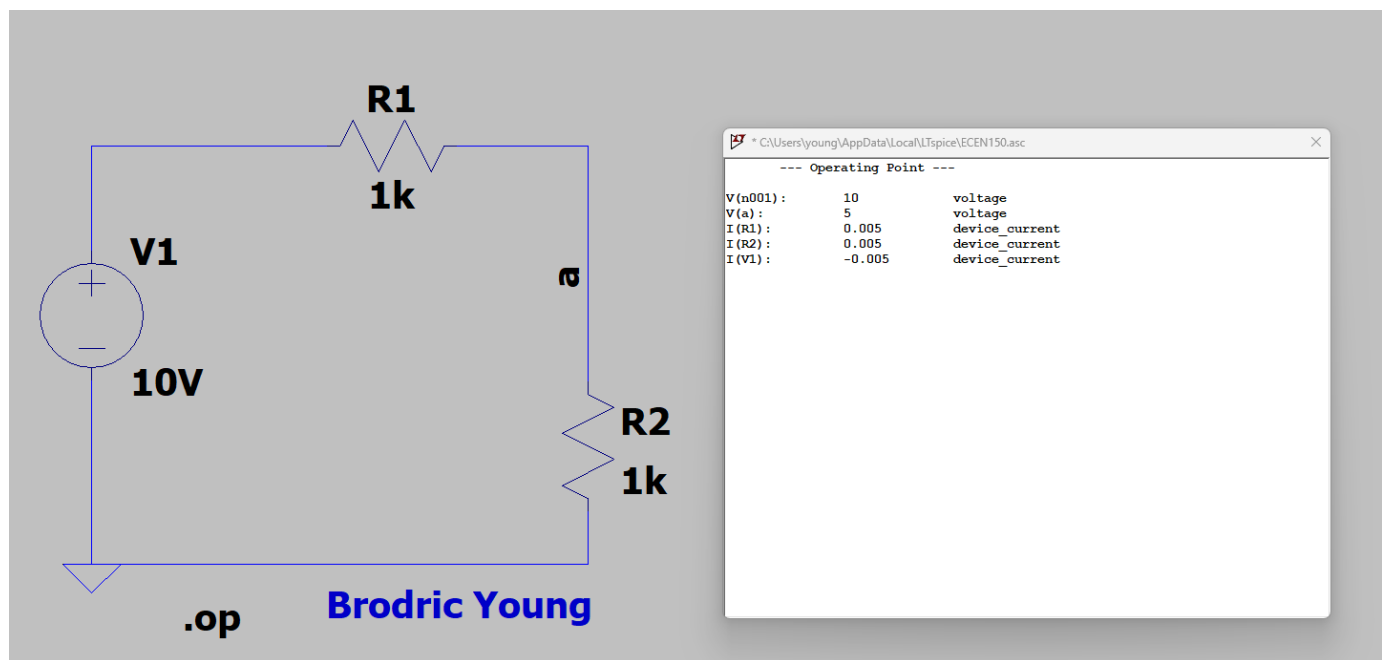 R1
1k
V1
10V
a
R2
1k
.op
Brodric Young
* C:\Users\young\AppData\Local\LTspice\ECEN150.asc
--- Operating Point ---
V(n001): 10 voltage
V(a): 5 voltage
I(R1): 0.005 device_current
I(R2): 0.005 device_current
I(V1): -0.005 device_current